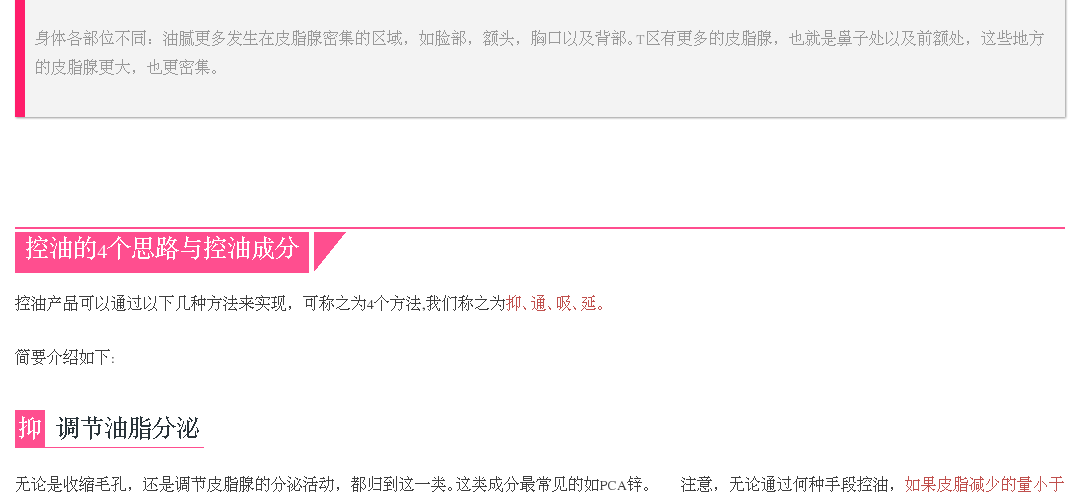 身体各部位不同：油腻更多发生在皮脂腺密集的区域，如脸部，额头，胸口以及背部。T区有更多的皮脂腺，也就是鼻子处以及前额处，这些地方
的皮脂腺更大，也更密集。
控油的4个思路与控油成分
控油产品可以通过以下几种方法来实现，可称之为4个方法,我们称之为抑、通、吸、延。
简要介绍如下:
抑 调节油脂分泌
无论是收缩毛孔，还是调节皮脂腺的分泌活动，都归到这一类。这类成分最常见的如PCA锌。 注意，无论通过何种手段控油，如果皮脂减少的量小于